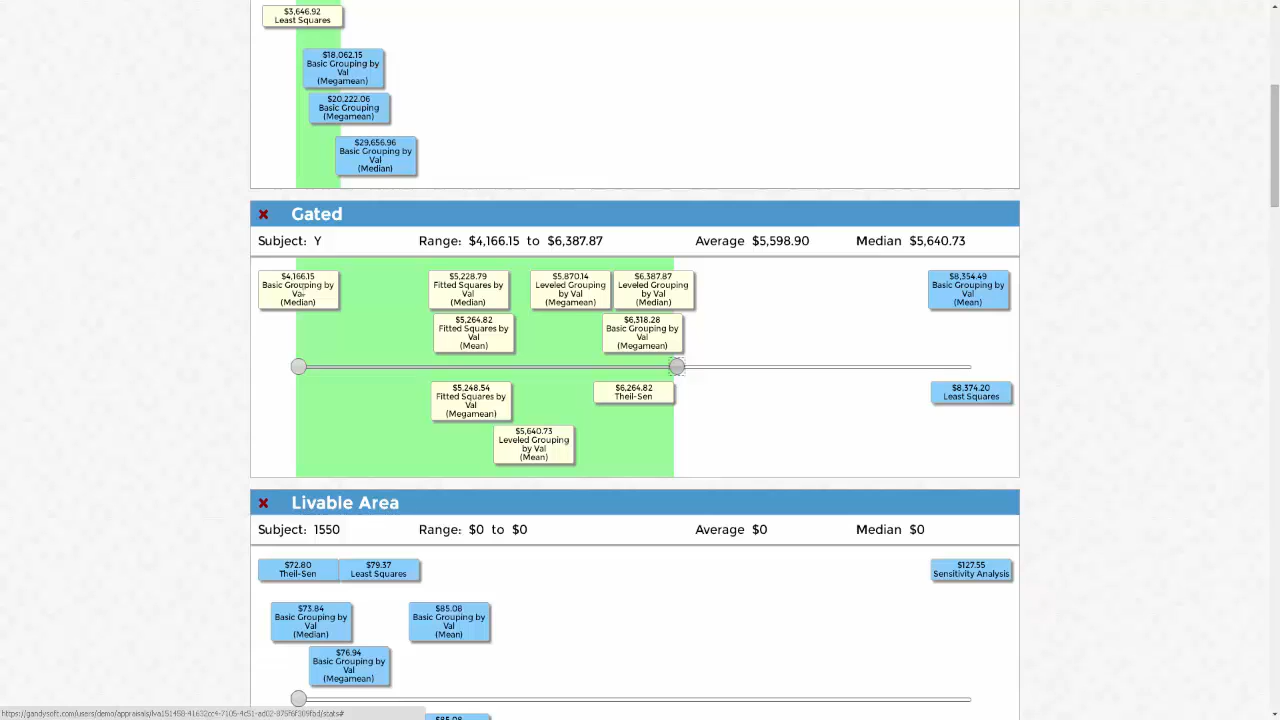 $3,646.92
Least Squares
$18,062.15
Basic Grouping by
Val
(Megamean)
$20,222.06
Basic Grouping
(Megamean)
$29,656.96
Basic Grouping by
Val
(Median)
Gated
Subject: Y
Range: $4,166.15 to $6,387.87
Average $5,598.90
Median $5,640.73
$4,166.15
Basic Grouping by
Val
(Median)
$5,228.79
Fitted Squares by
Val
(Median)
$5,870.14
Leveled Grouping
by Val
(Megamean)
$6,387.87
Leveled Grouping
by Val
(Median)
$8,354.49
Basic Grouping by
Val
(Mean)
$5,264.82
Fitted Squares by
Val
(Mean)
$6,318.28
Basic Grouping by
Val
(Megamean)
$5,248.54
Fitted Squares by
Val
(Megamean)
$6,264.82
Theil-Sen
$8,374.20
Least Squares
$5,640.73
Leveled Grouping
by Val
(Mean)
Livable Area
Subject: 1550
Range: $0 to $0
Average $0
Median $0
$72.80
Theil-Sen
$79.37
Least Squares
$127.55
Sensitivity Analysis
$73.84
Basic Grouping by
Val
(Median)
$85.08
Basic Grouping by
Val
(Mean)
$76.94
Basic Grouping by
Val
(Megamean)
$85.08